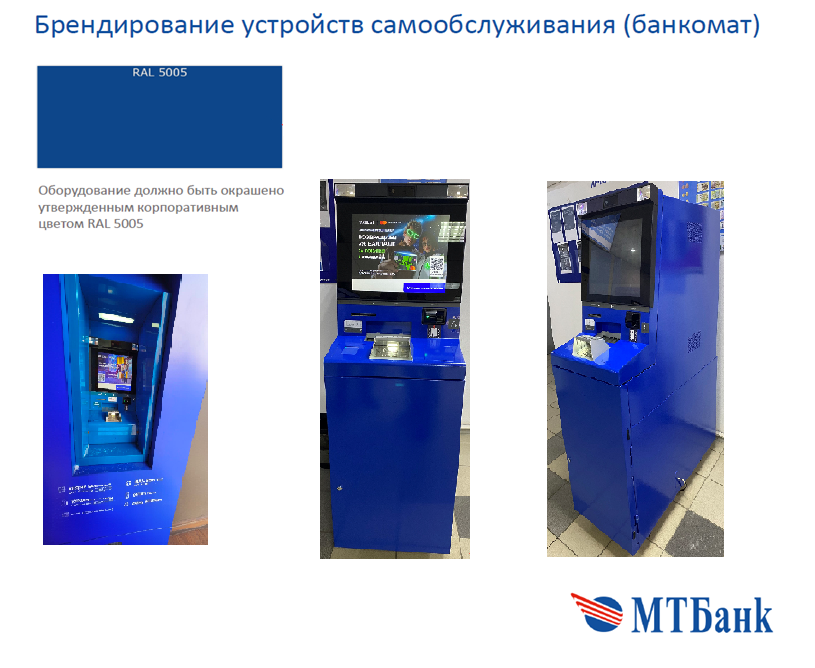 Брендирование устройств самообслуживания (банкомат)
RAL 5005
Оборудование должно быть окрашено
утвержденным корпоративным
цветом RAL 5005
МТБанк